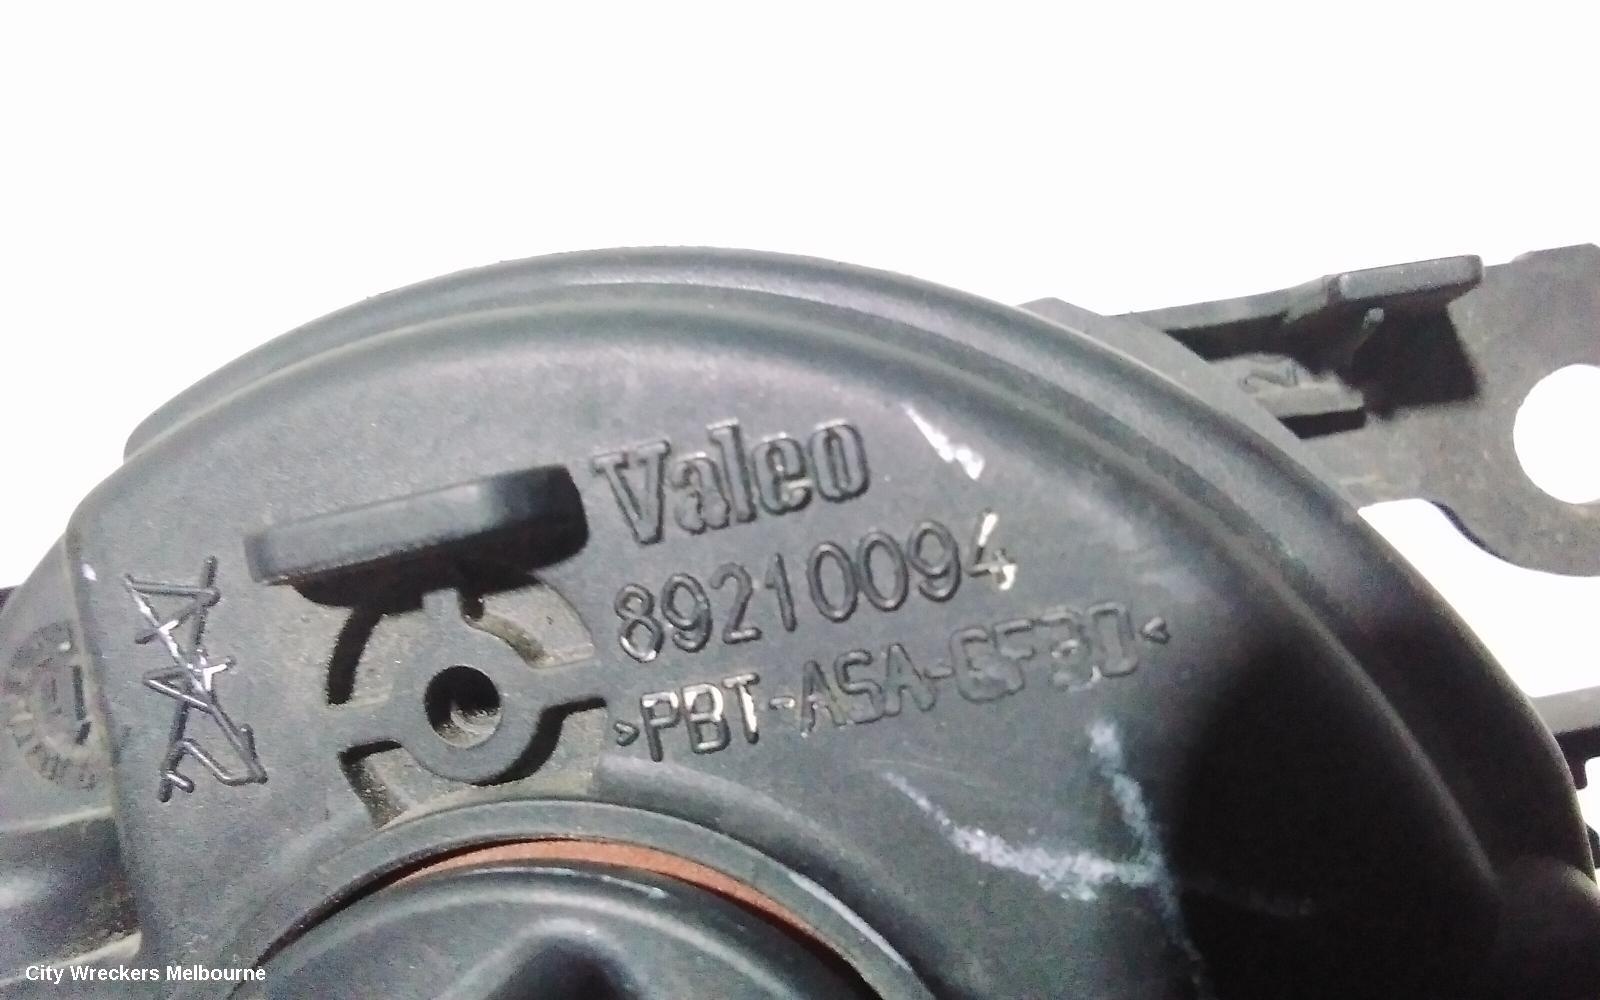 Valeo
89210094
>PBT-ASA-GF30<
City Wreckers Melbourne